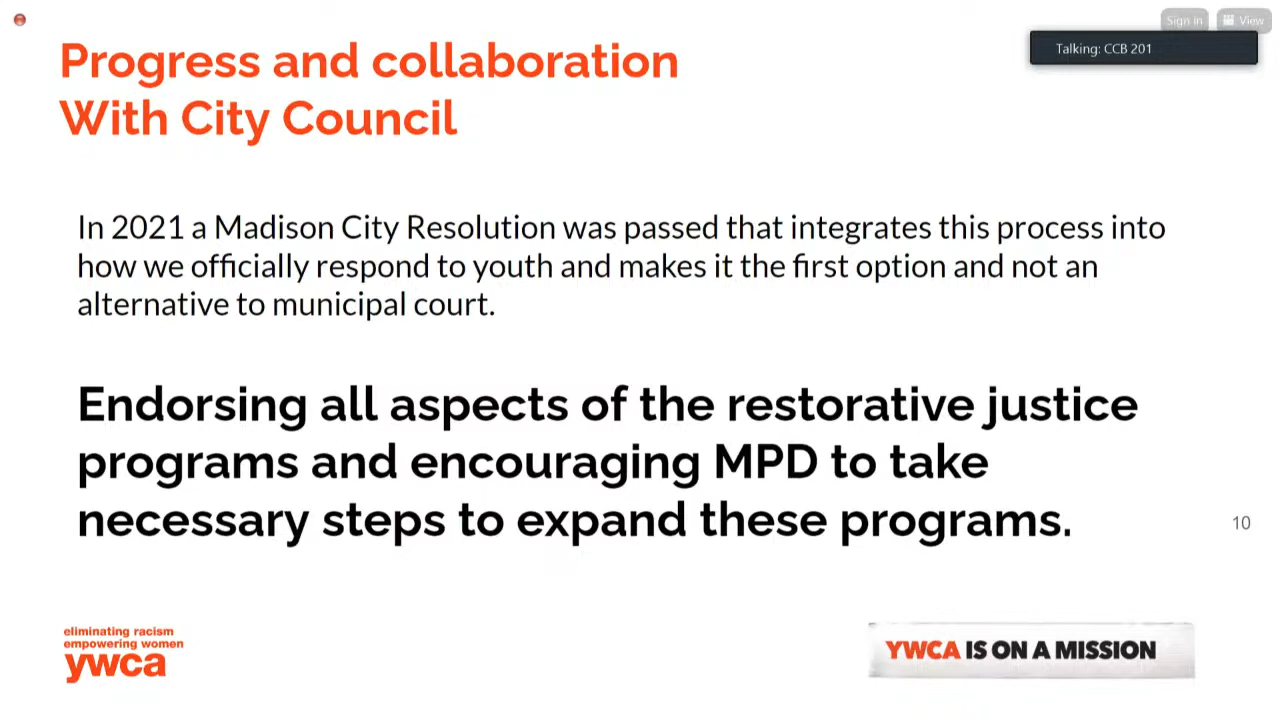 Sign in
View
Talking: CCB 201
Progress and collaboration
With City Council
In 2021 a Madison City Resolution was passed that integrates this process into
how we officially respond to youth and makes it the first option and not an
alternative to municipal court.
Endorsing all aspects of the restorative justice
programs and encouraging MPD to take
necessary steps to expand these programs.
10
eliminating racism
empowering women
ywca
YWCA IS ON A MISSION